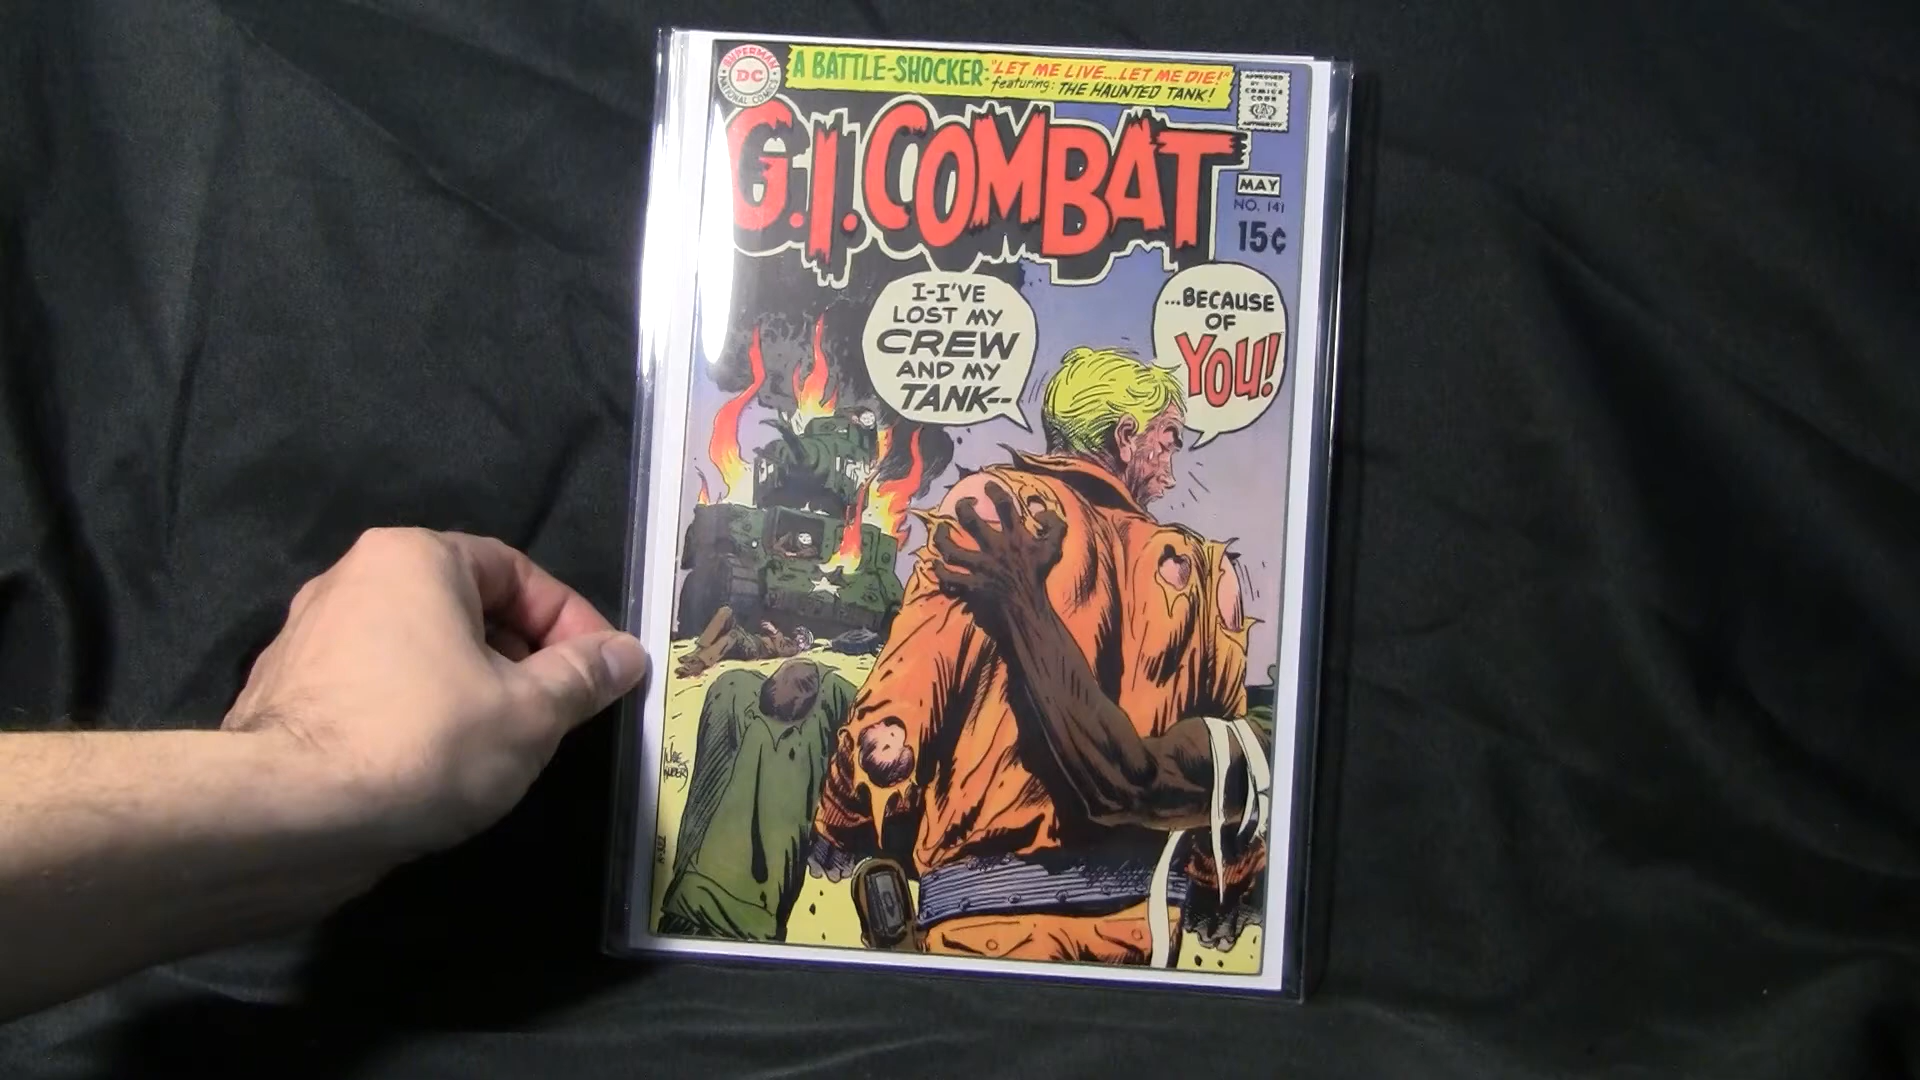 SUPERMAN
DC
NATIONAL COMICS
A BATTLE-SHOCKER: "LET ME LIVE...LET ME DIE!"
featuring: THE HAUNTED TANK!
APPROVED
BY THE
COMICS
CODE
AUTHORITY
G.I. COMBAT
MAY
NO. 141
15¢
I-I'VE
LOST MY
CREW
AND MY
TANK--
...BECAUSE
OF
YOU!
JOE
KUBERT